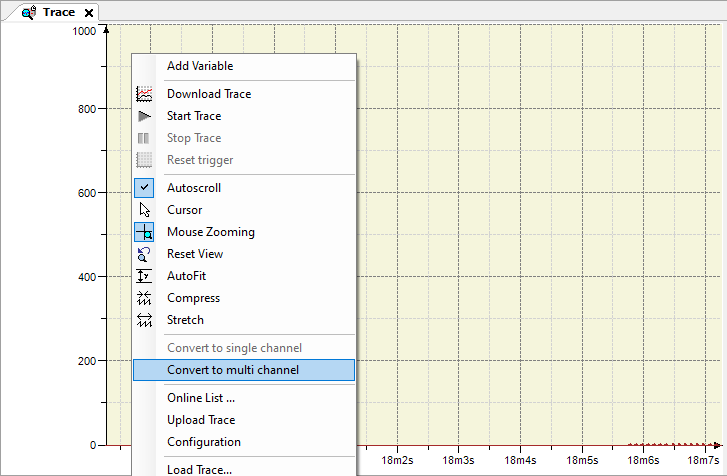 Trace
1000
800
600
400
200
0
Add Variable
Download Trace
Start Trace
Stop Trace
Reset trigger
Autoscroll
Cursor
Mouse Zooming
Reset View
AutoFit
Compress
Stretch
Convert to single channel
Convert to multi channel
Online List ...
Upload Trace
Configuration
Load Trace...
18m2s 18m3s 18m4s 18m5s 18m6s 18m7s